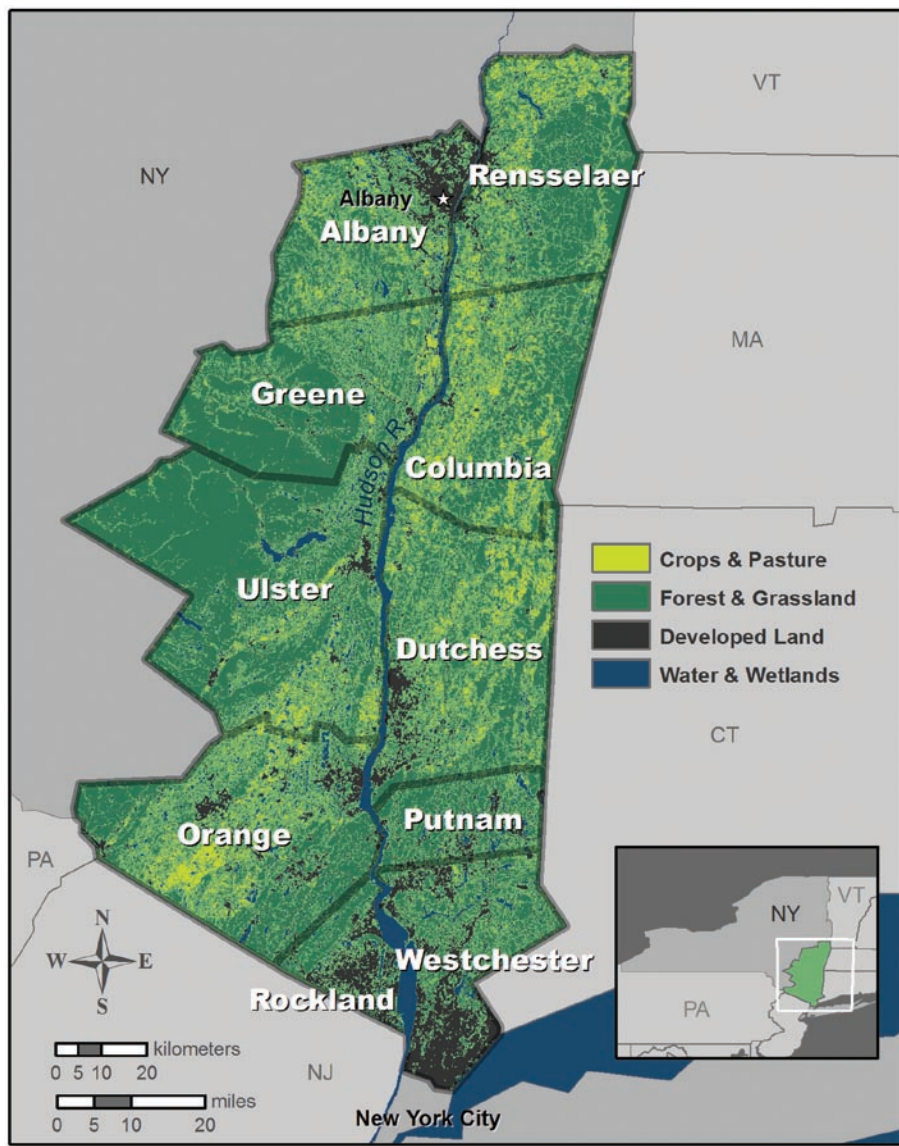 VT
NY
Rensselaer
Albany
Albany
MA
Greene
Hudson R.
Columbia
Crops & Pasture
Ulster
Forest & Grassland
Developed Land
Dutchess
Water & Wetlands
CT
Orange
Putnam
PA
N
NY
VT
W
E
S
Westchester
Rockland
PA
kilometers
0 5 10 20
NJ
miles
0 5 10 20
New York City